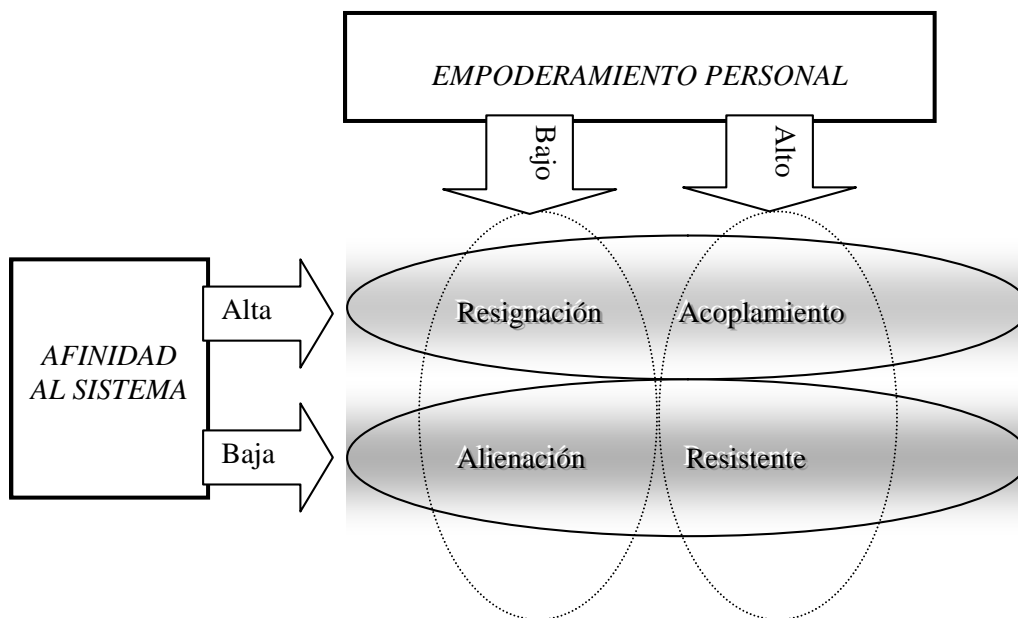 EMPODERAMIENTO PERSONAL
Bajo
Alto
Alta
Resignación
Acoplamiento
AFINIDAD
AL SISTEMA
Baja
Alienación
Resistente